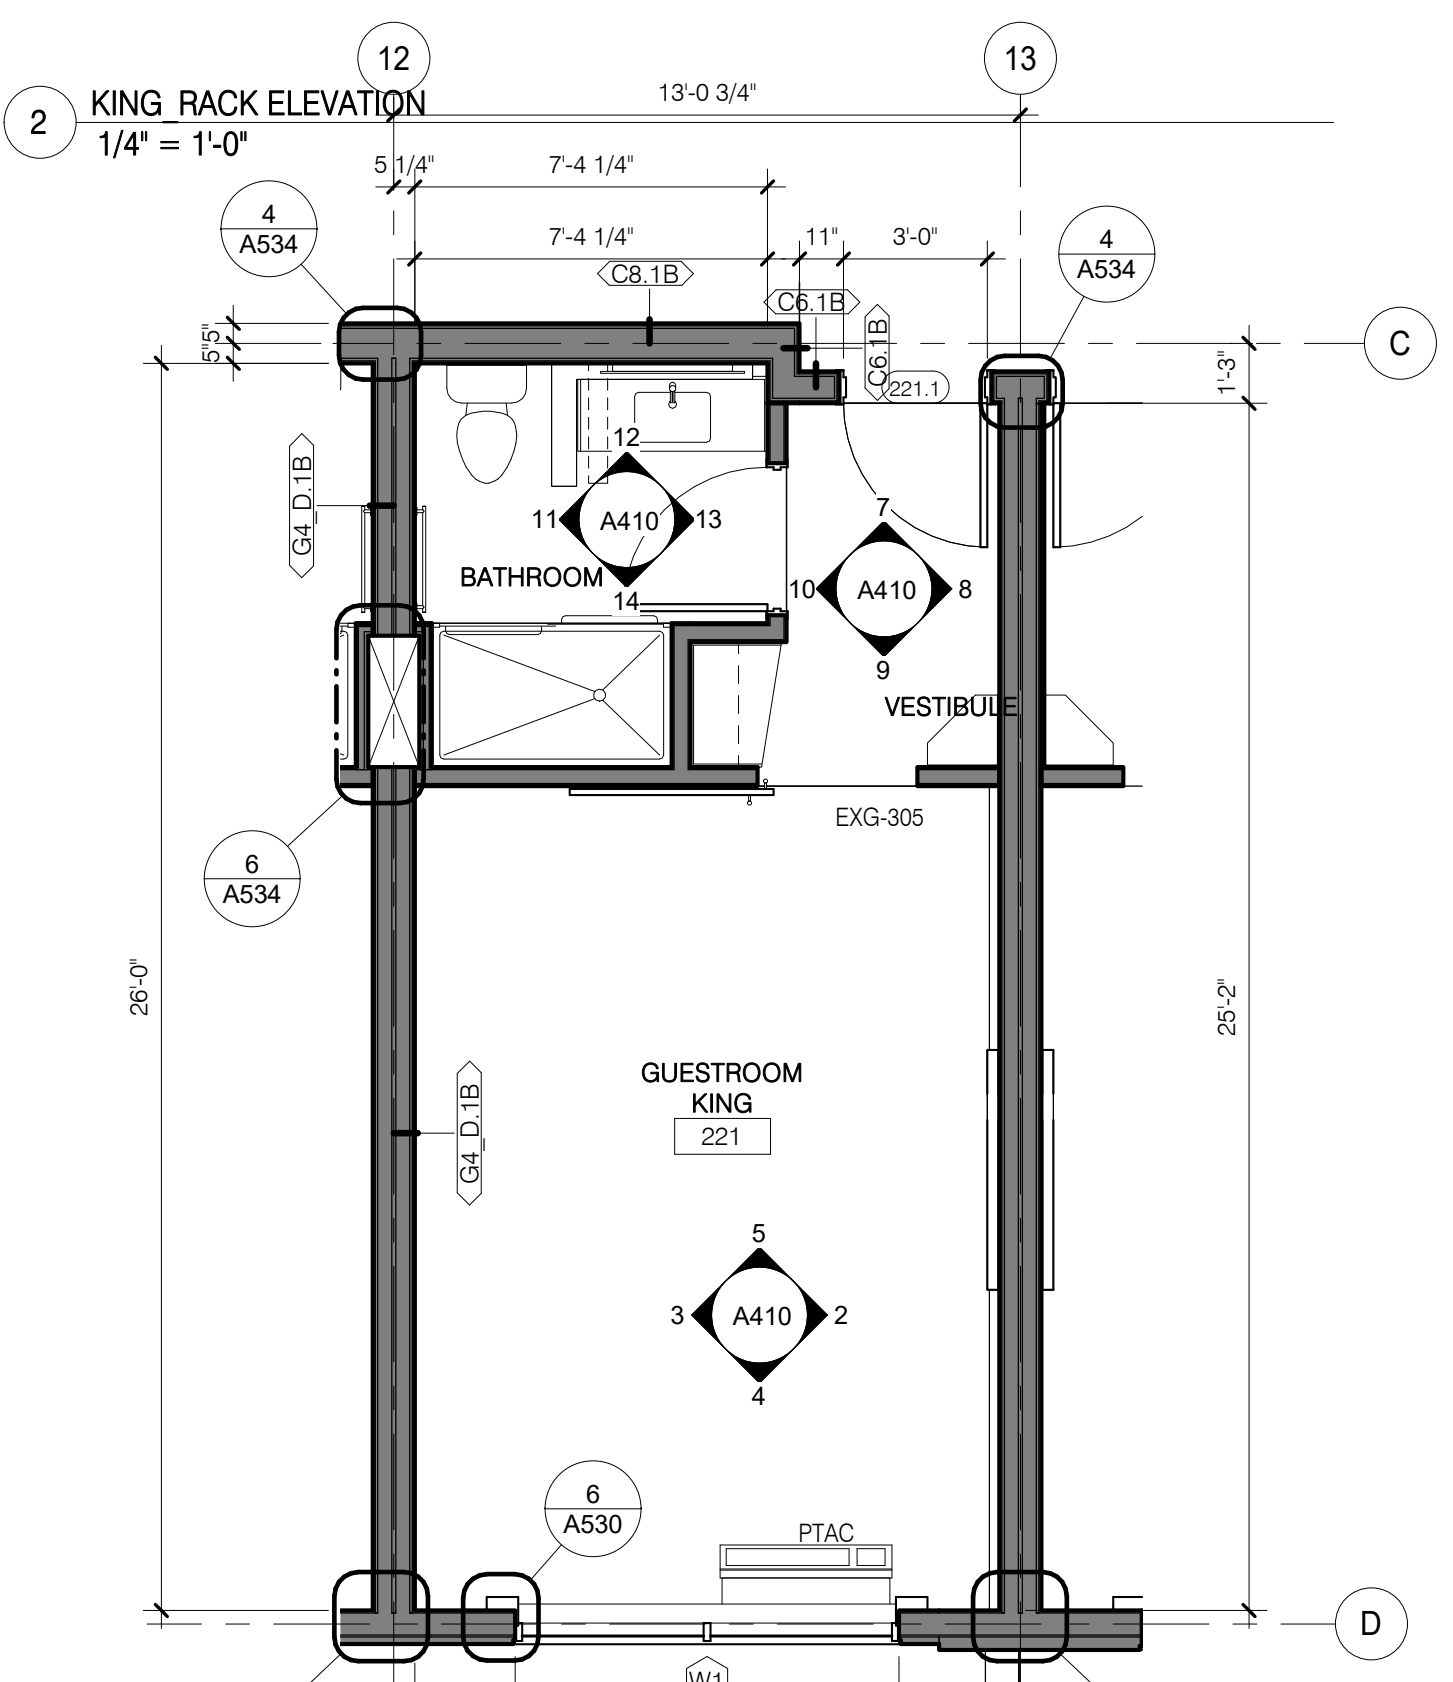 12
13
2
KING_RACK ELEVATION
1/4" = 1'-0"
13'-0 3/4"
5 1/4"
7'-4 1/4"
4
A534
7'-4 1/4"
11"
3'-0"
4
A534
C8.1B
C6.1B
C6.1B
5"
5"
C
1'-3"
221.1
12
11
A410
13
14
G4_D.1B
BATHROOM
7
10
A410
8
9
VESTIBULE
EXG-305
6
A534
26'-0"
25'-2"
GUESTROOM
KING
221
G4_D.1B
5
3
A410
2
4
6
A530
PTAC
D
W1